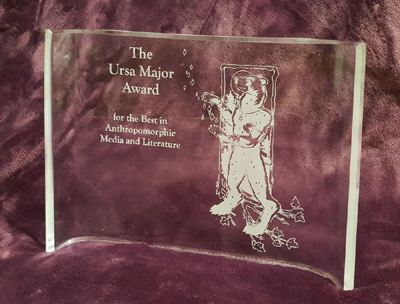 The
Ursa Major
Award
for the Best in
Anthropomorphic
Media and Literature